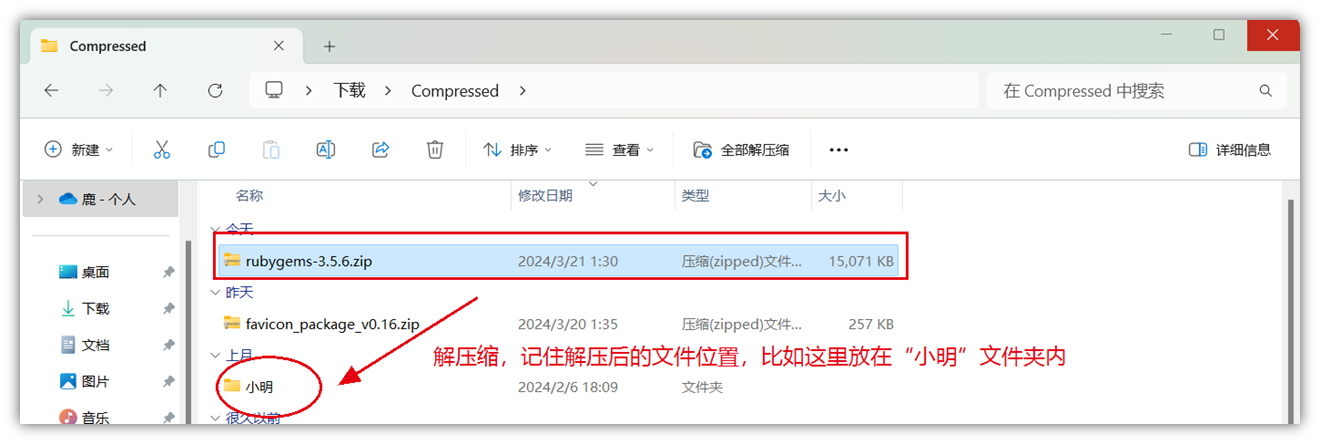 Compressed
下载 Compressed 在 Compressed 中搜索
新建 排序 查看 全部解压缩 详细信息
鹿 - 个人 名称 修改日期 类型 大小
今天
rubygems-3.5.6.zip 2024/3/21 1:30 压缩(zipped)文件... 15,071 KB
桌面
昨天
下载 favicon_package_v0.16.zip 2024/3/20 1:35 压缩(zipped)文件... 257 KB
文档 上月
解压缩，记住解压后的文件位置，比如这里放在“小明”文件夹内
图片 小明 2024/2/6 18:09 文件夹
音乐 很久以前